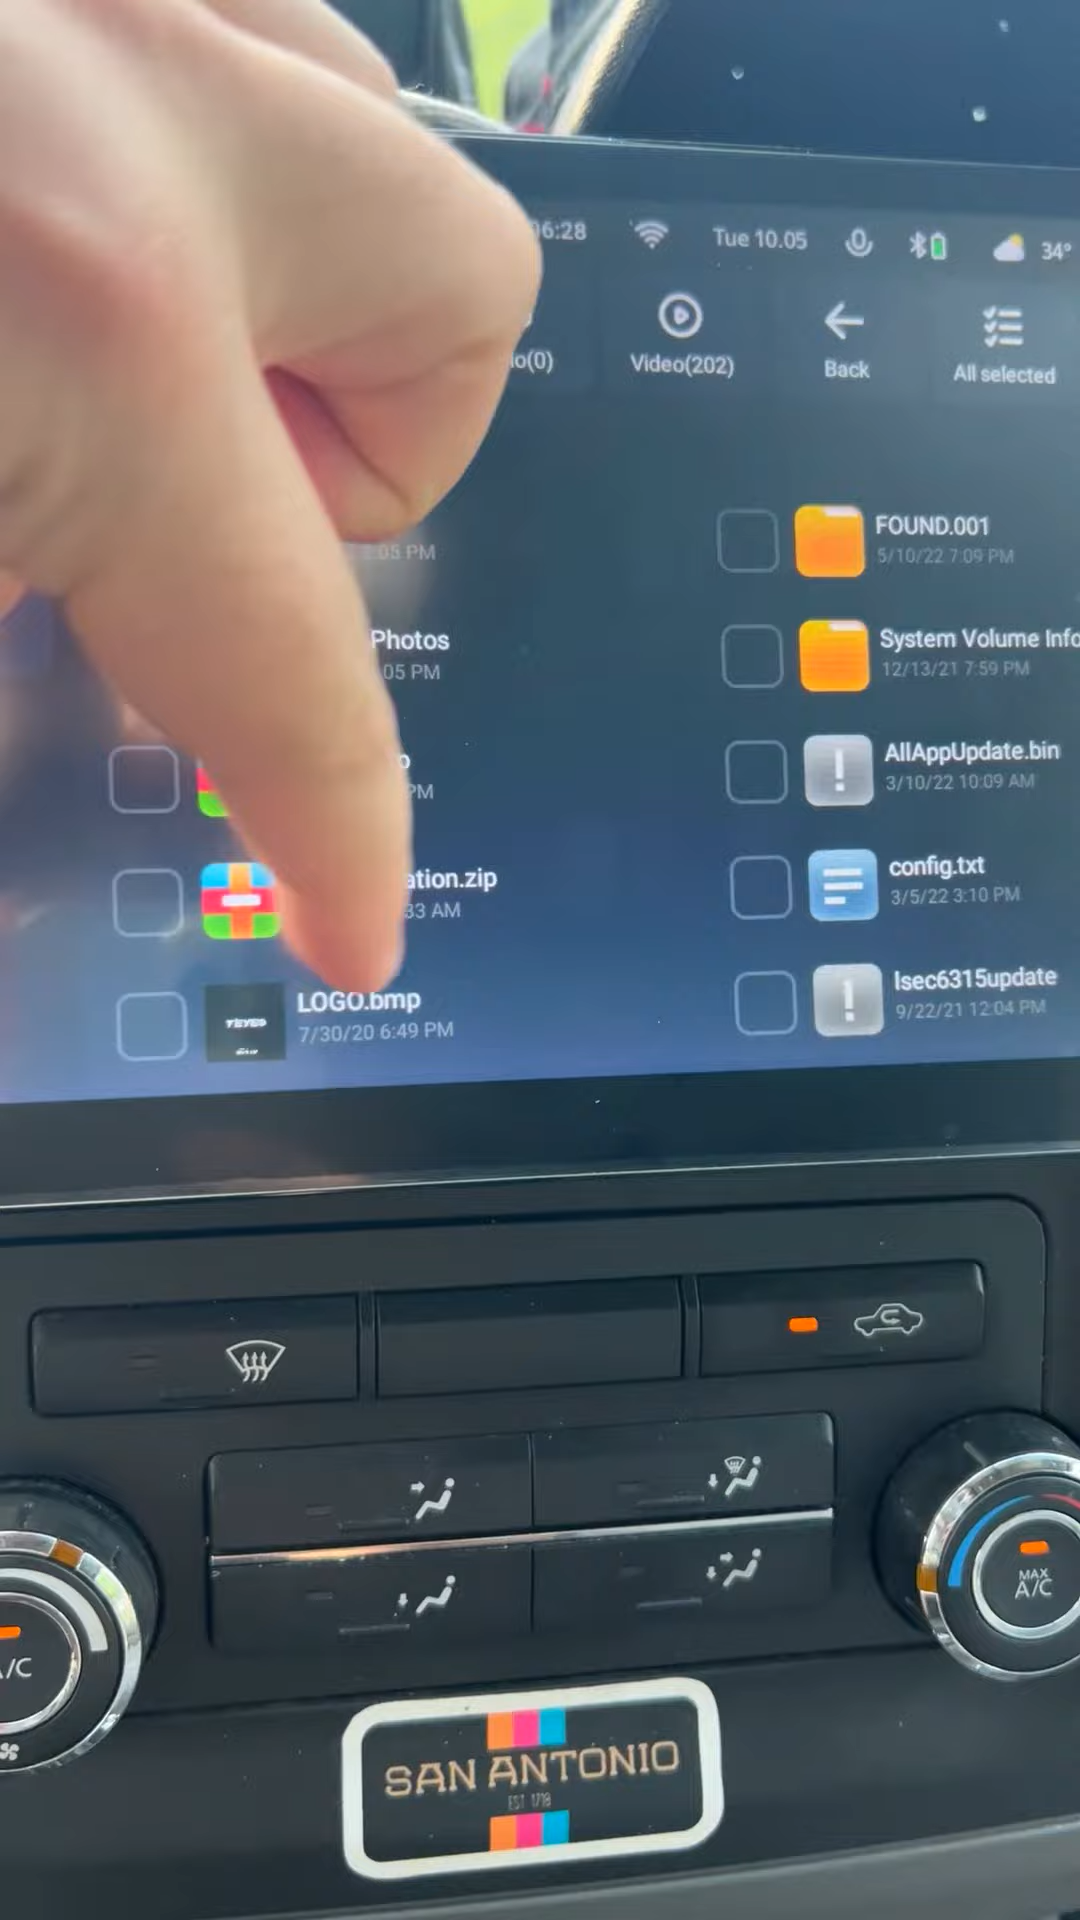 06:28
Tue 10.05
34°
io(0)
Video(202)
Back
All selected
:05 PM
FOUND.001
5/10/22 7:09 PM
Photos
05 PM
System Volume Info
12/13/21 7:59 PM
PM
AllAppUpdate.bin
3/10/22 10:09 AM
ation.zip
33 AM
config.txt
3/5/22 3:10 PM
LOGO.bmp
7/30/20 6:49 PM
TEYES
lsec6315update
9/22/21 12:04 PM
MAX
A/C
A/C
SAN ANTONIO
EST 1718